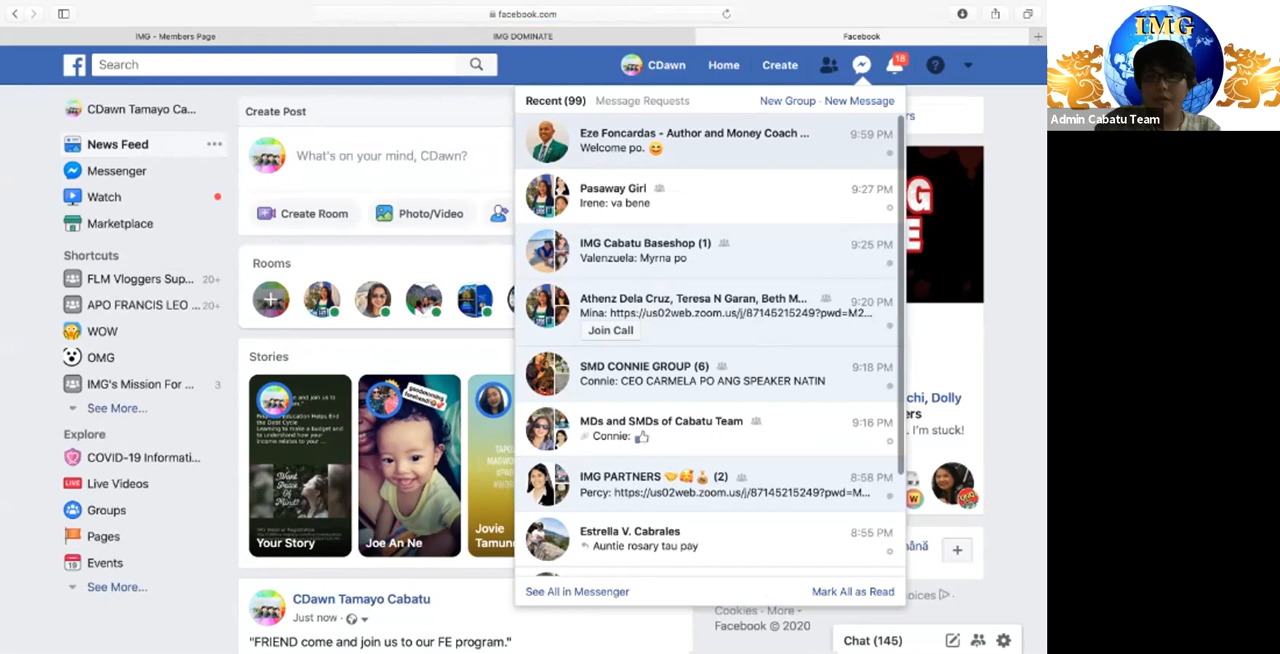 facebook.com
IMG - Members Page
IMG DOMINATE
Facebook
Search
CDawn
Home
Create
18
CDawn Tamayo Ca...
News Feed
Messenger
Watch
Marketplace
Shortcuts
FLM Vloggers Sup... 20+
APO FRANCIS LEO ... 20+
WOW
OMG
IMG's Mission For ... 3
See More...
Explore
COVID-19 Informati...
Live Videos
Groups
Pages
Events
See More...
Create Post
What's on your mind, CDawn?
Create Room
Photo/Video
Rooms
Stories
Your Story
Joe An Ne
Jovie
Tamun
CDawn Tamayo Cabatu
Just now
"FRIEND come and join us to our FE program."
Recent (99)
Message Requests
New Group · New Message
Eze Foncardas - Author and Money Coach ...
9:59 PM
Welcome po. 😊
Pasaway Girl
9:27 PM
Irene: va bene
IMG Cabatu Baseshop (1)
9:25 PM
Valenzuela: Myrna po
Athenz Dela Cruz, Teresa N Garan, Beth M...
9:20 PM
Mina: https://us02web.zoom.us/j/87145215249?pwd=M2...
Join Call
SMD CONNIE GROUP (6)
9:18 PM
Connie: CEO CARMELA PO ANG SPEAKER NATIN
MDs and SMDs of Cabatu Team
9:16 PM
Connie: 👍
IMG PARTNERS 🤝🥰💰 (2)
8:58 PM
Percy: https://us02web.zoom.us/j/87145215249?pwd=M...
Estrella V. Cabrales
8:55 PM
Auntie rosary tau pay
See All in Messenger
Mark All as Read
chi, Dolly
I'm stuck!
Cookies · More
Facebook © 2020
Chat (145)
IMG
Admin Cabatu Team